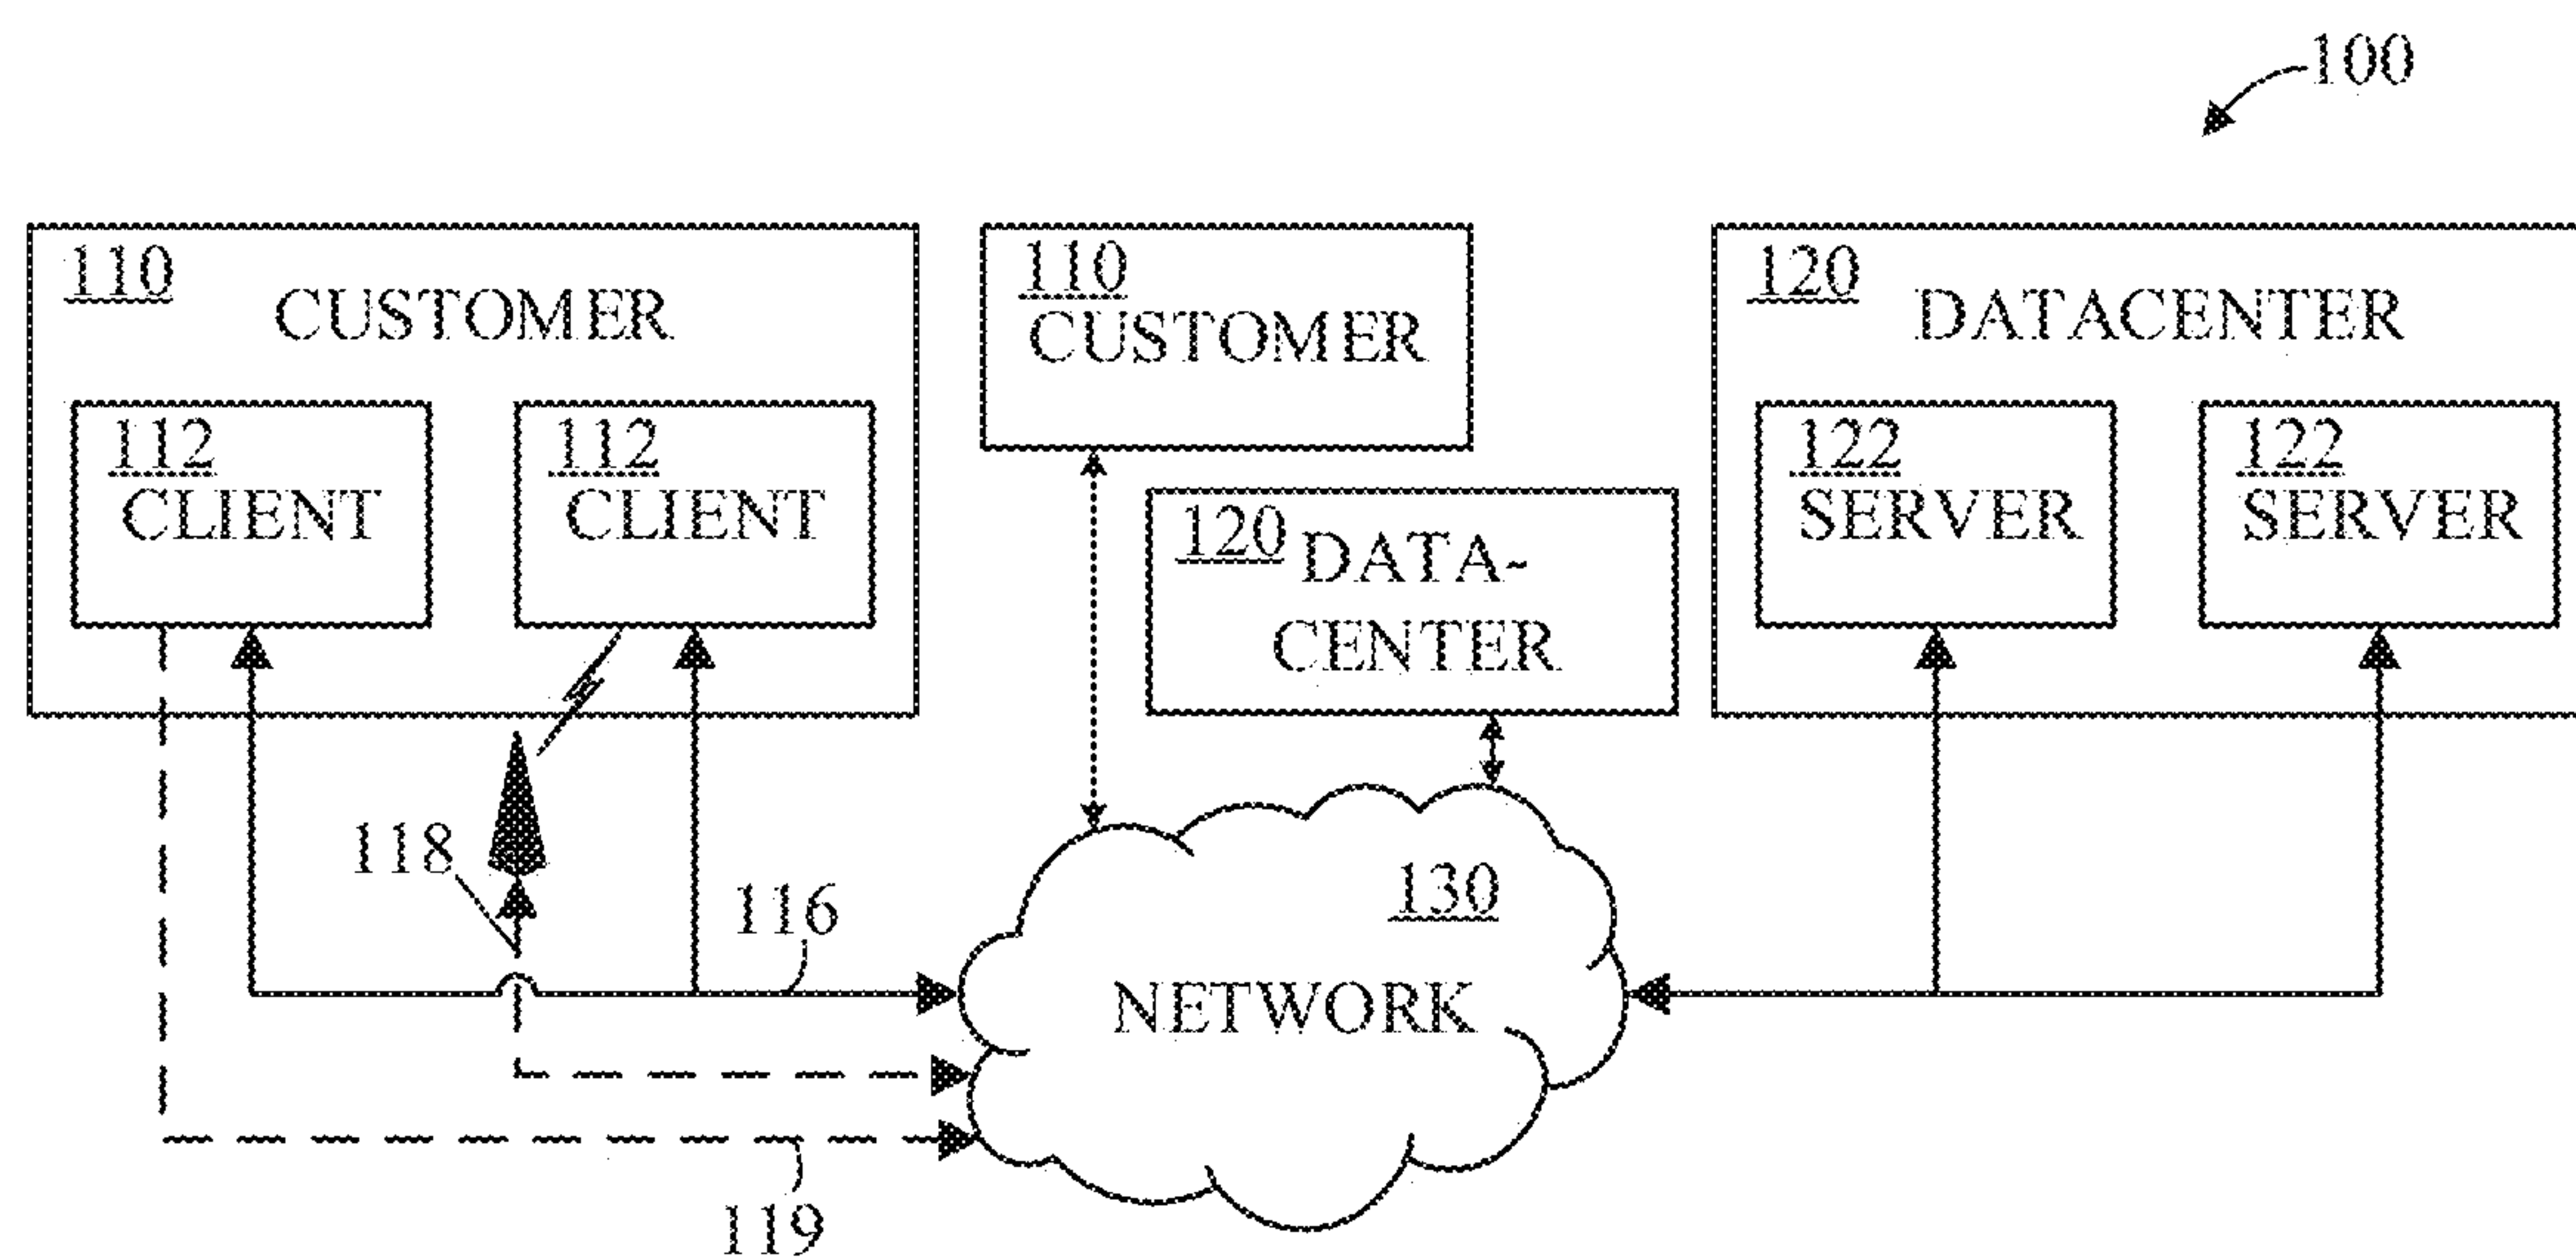 100
110
CUSTOMER
112
CLIENT
112
CLIENT
110
CUSTOMER
120
DATA-
CENTER
120
DATACENTER
122
SERVER
122
SERVER
118
116
130
NETWORK
119